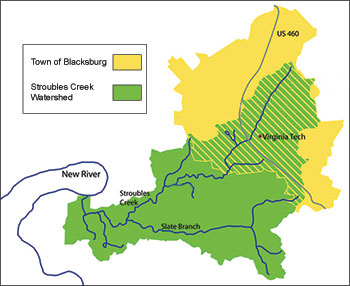 US 460
Town of Blacksburg
Stroubles Creek
Watershed
Virginia Tech
New River
Stroubles
Creek
Slate Branch